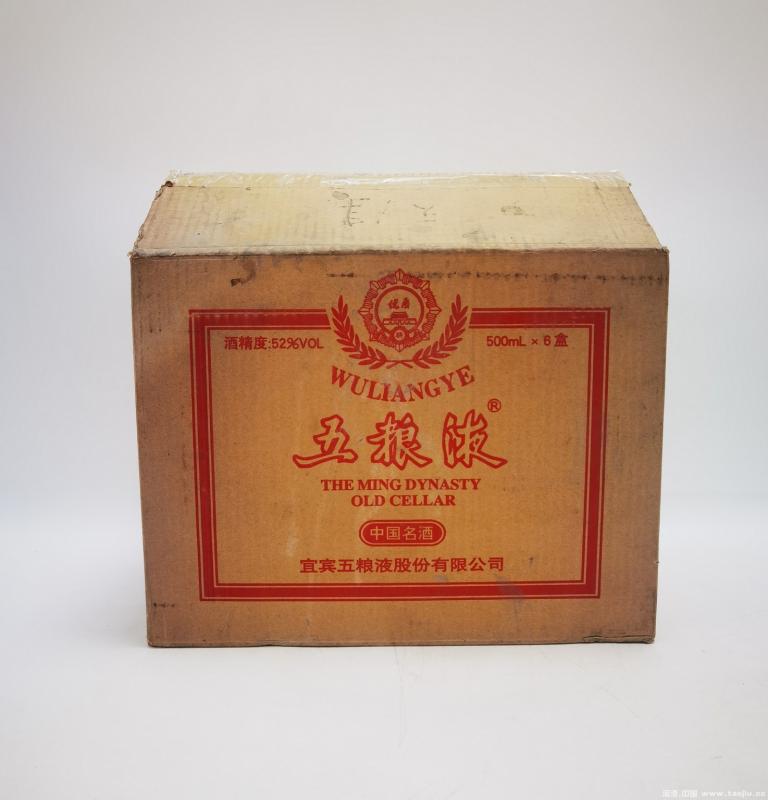 酒精度:52%VOL
500mL × 6盒
WULIANGYE
五粮液®
THE MING DYNASTY
OLD CELLAR
中国名酒
宜宾五粮液股份有限公司